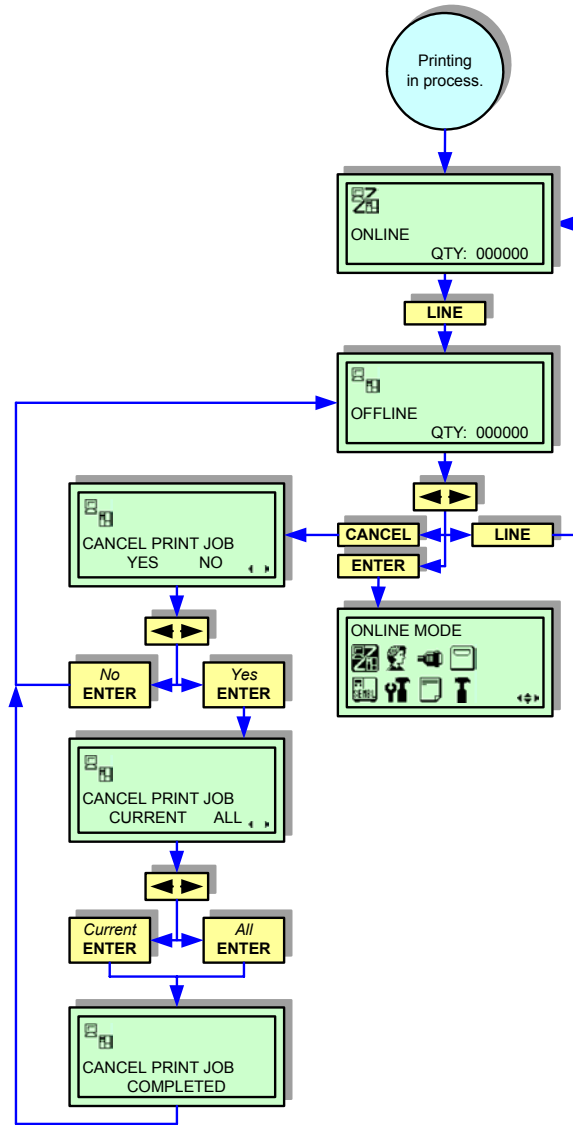 Printing
in process.
ONLINE
QTY: 000000
LINE
OFFLINE
QTY: 000000
CANCEL PRINT JOB
YES NO
CANCEL
LINE
ENTER
ONLINE MODE
No
ENTER
Yes
ENTER
CANCEL PRINT JOB
CURRENT ALL
Current
ENTER
All
ENTER
CANCEL PRINT JOB
COMPLETED